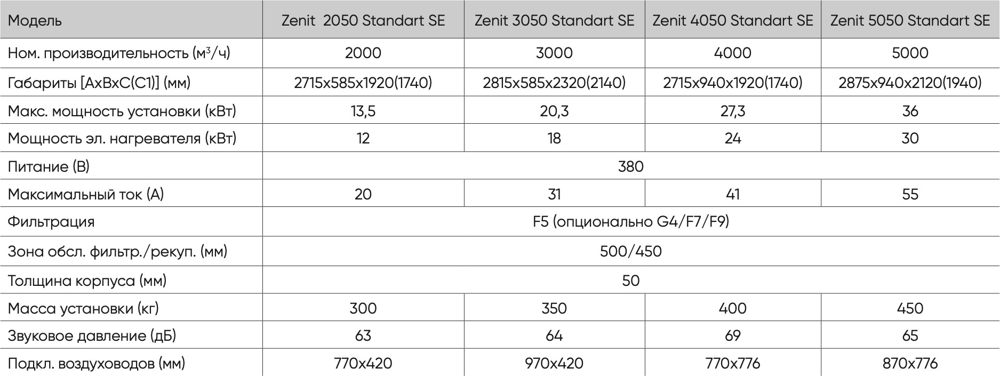 Модель Zenit  2050 Standart SE Zenit 3050 Standart SE Zenit 4050 Standart SE Zenit 5050 Standart SE
Ном. производительность (м³/ч) 2000 3000 4000 5000
Габариты [АхВхС(С1)] (мм) 2715x585x1920(1740) 2815x585x2320(2140) 2715x940x1920(1740) 2875x940x2120(1940)
Макс. мощность установки (кВт) 13,5 20,3 27,3 36
Мощность эл. нагревателя (кВт) 12 18 24 30
Питание (В) 380
Максимальный ток (А) 20 31 41 55
Фильтрация F5 (опционально G4/F7/F9)
Зона обсл. фильтр./рекуп. (мм) 500/450
Толщина корпуса (мм) 50
Масса установки (кг) 300 350 400 450
Звуковое давление (дБ) 63 64 69 65
Подкл. воздуховодов (мм) 770x420 970x420 770x776 870x776